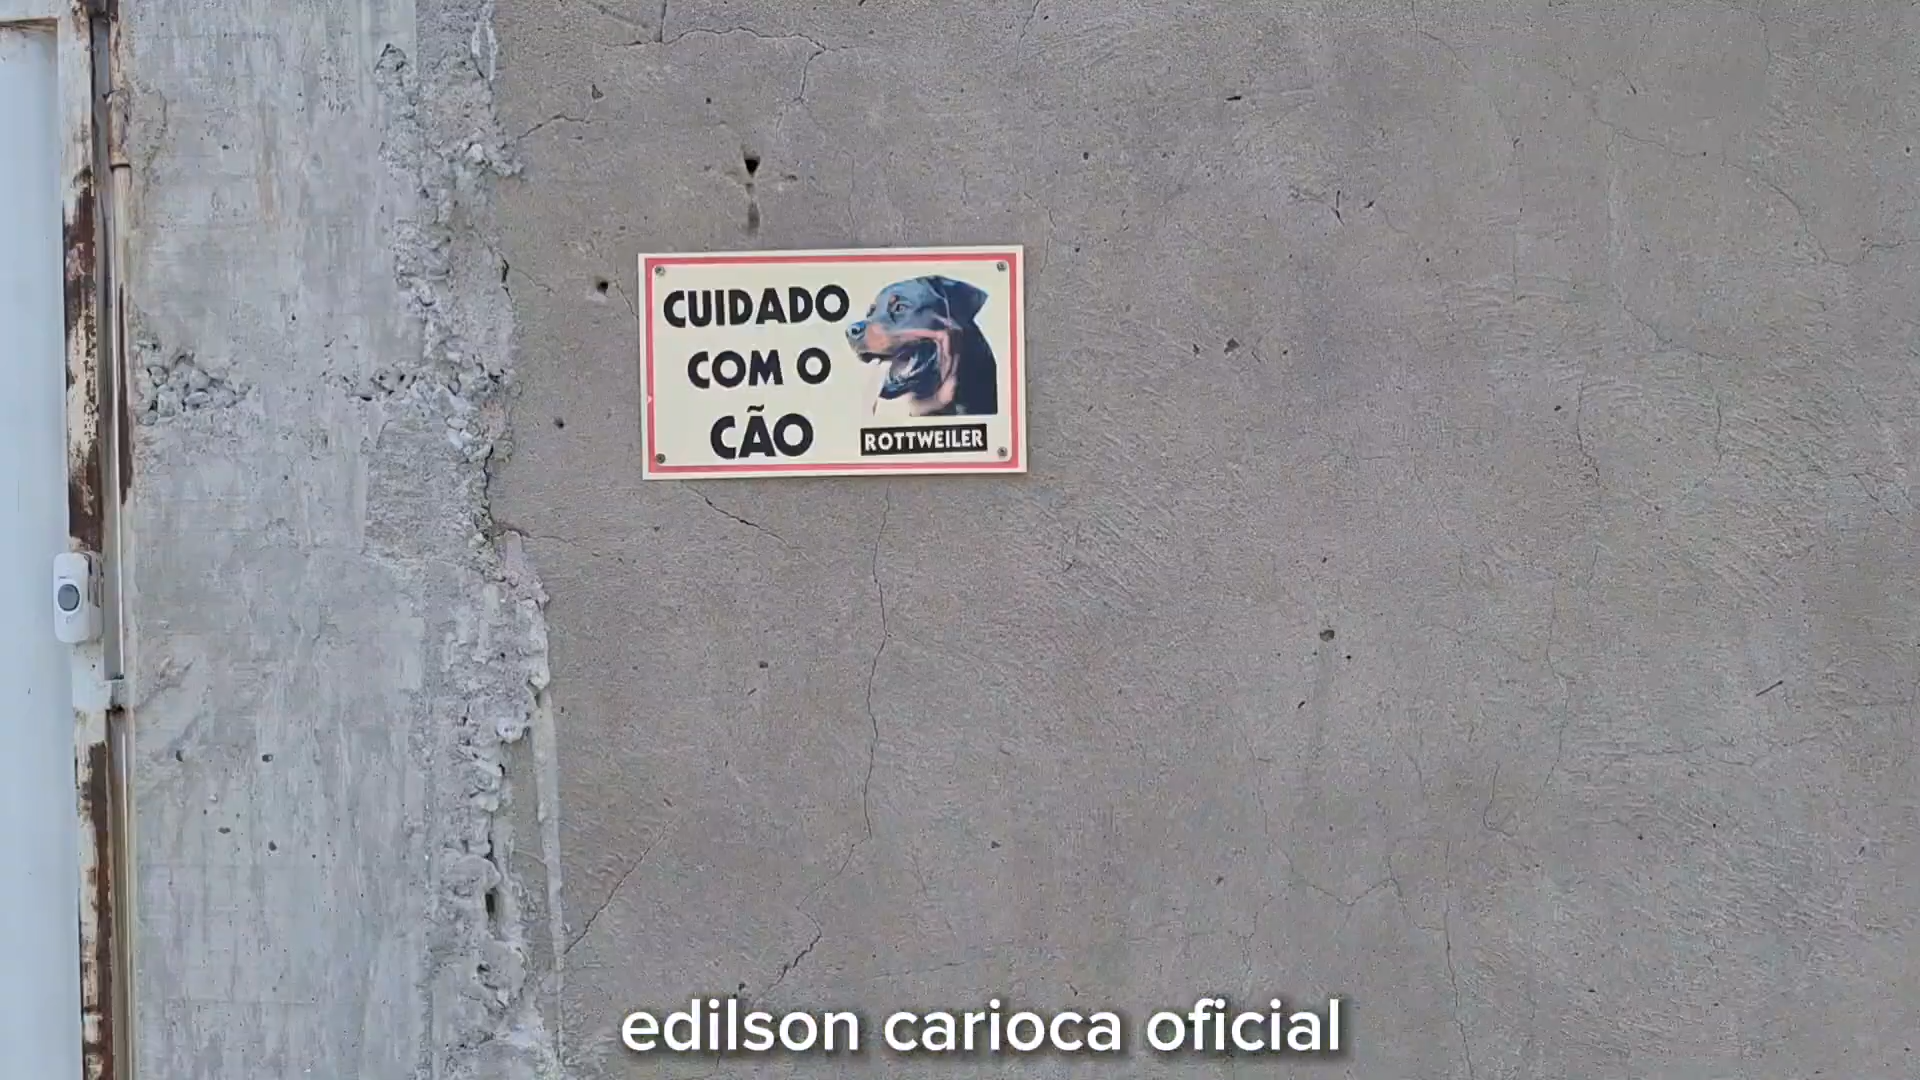 CUIDADO
COM O
CÃO
ROTTWEILER
edilson carioca oficial